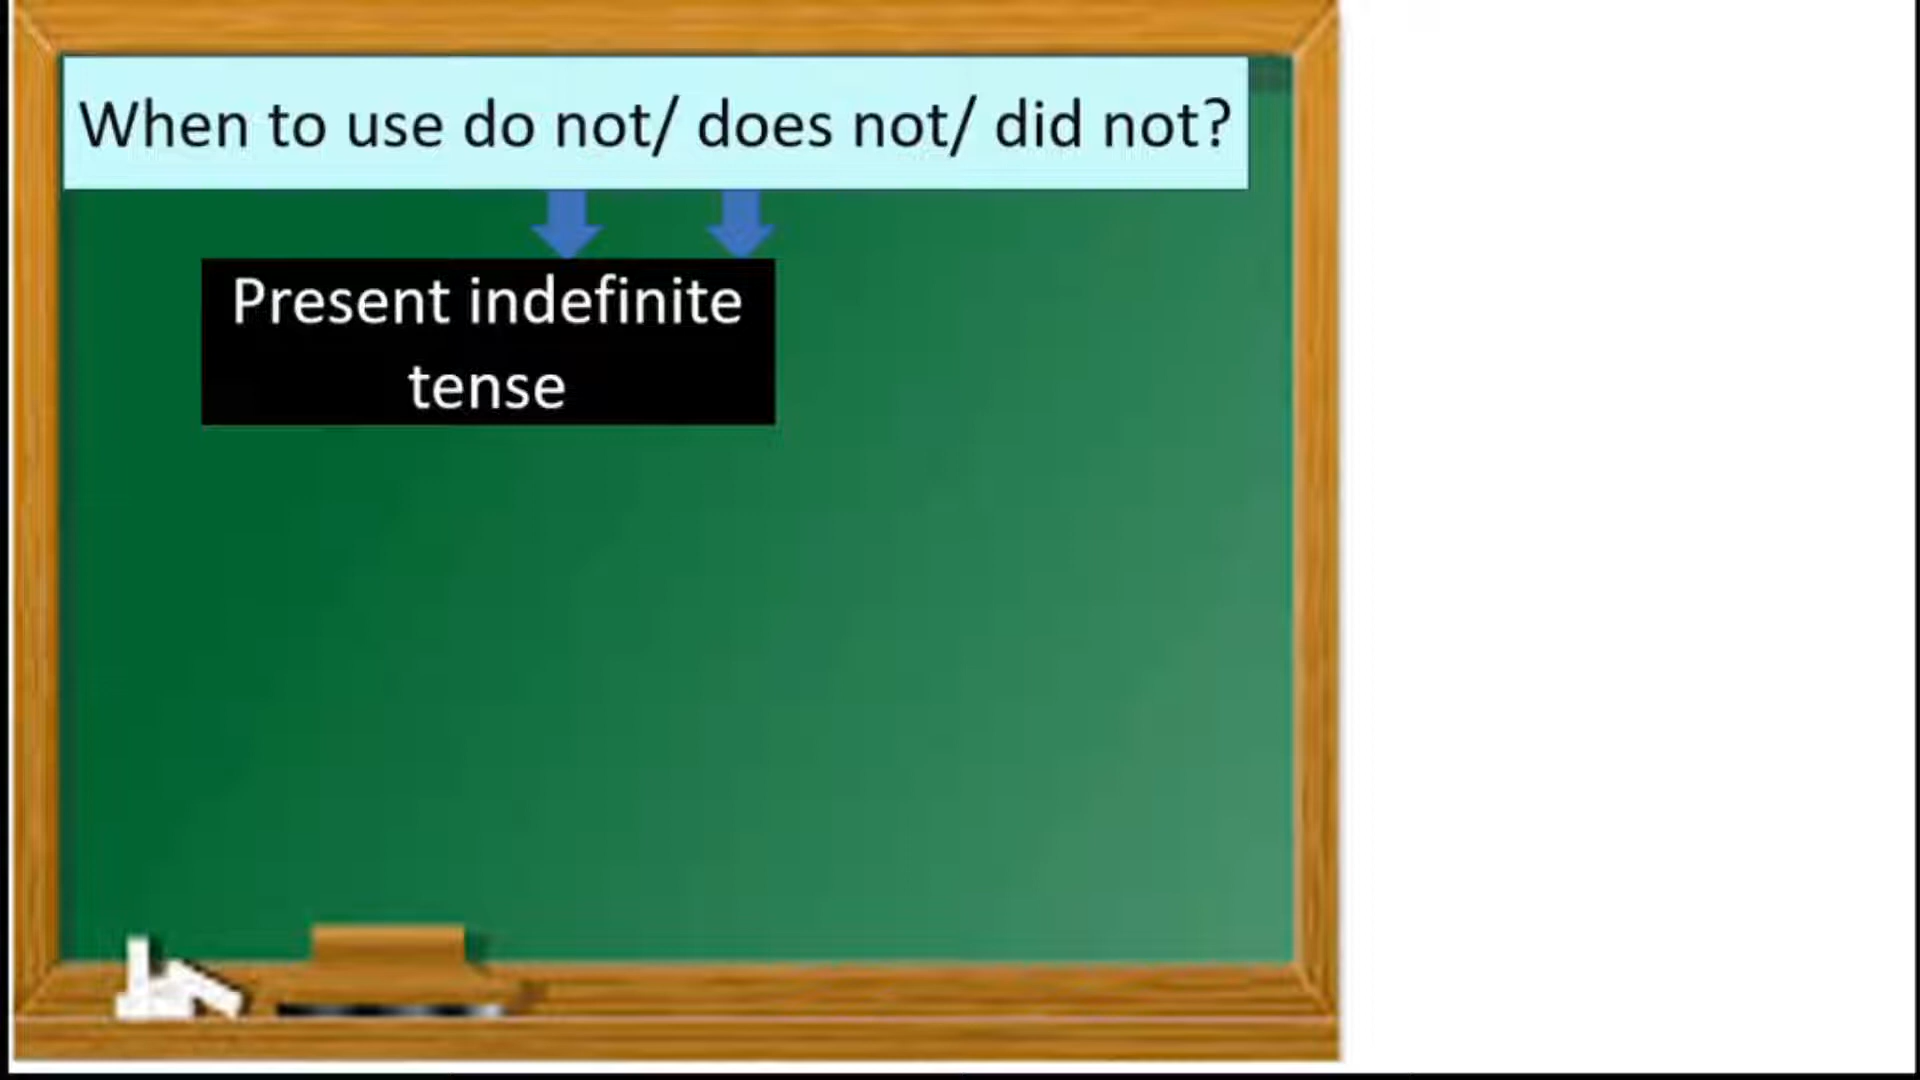 When to use do not/ does not/ did not?
Present indefinite
tense